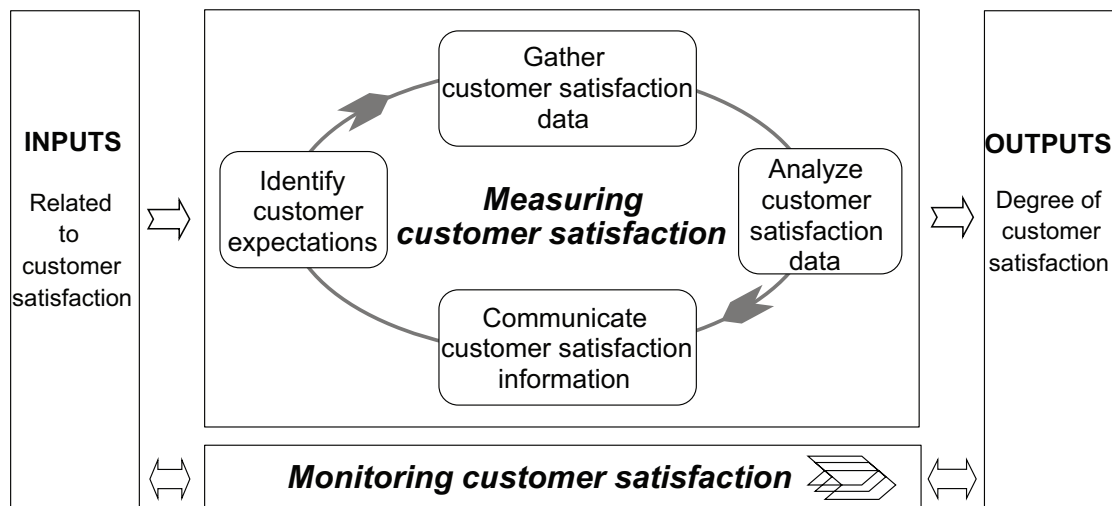 INPUTS
Related
to
customer
satisfaction
Gather
customer satisfaction
data
Identify
customer
expectations
Measuring
customer satisfaction
Analyze
customer
satisfaction
data
Communicate
customer satisfaction
information
OUTPUTS
Degree of
customer
satisfaction
Monitoring customer satisfaction